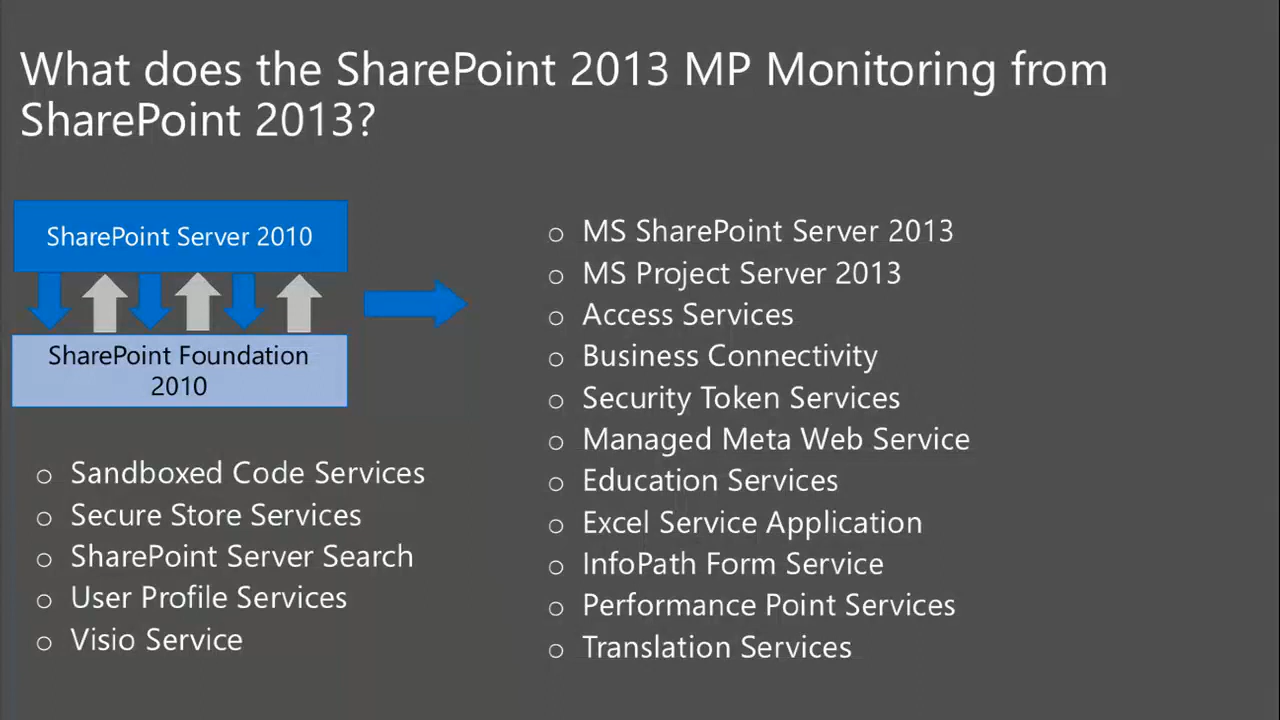 What does the SharePoint 2013 MP Monitoring from
SharePoint 2013?
SharePoint Server 2010
SharePoint Foundation
2010
o Sandboxed Code Services
o Secure Store Services
o SharePoint Server Search
o User Profile Services
o Visio Service
o MS SharePoint Server 2013
o MS Project Server 2013
o Access Services
o Business Connectivity
o Security Token Services
o Managed Meta Web Service
o Education Services
o Excel Service Application
o InfoPath Form Service
o Performance Point Services
o Translation Services